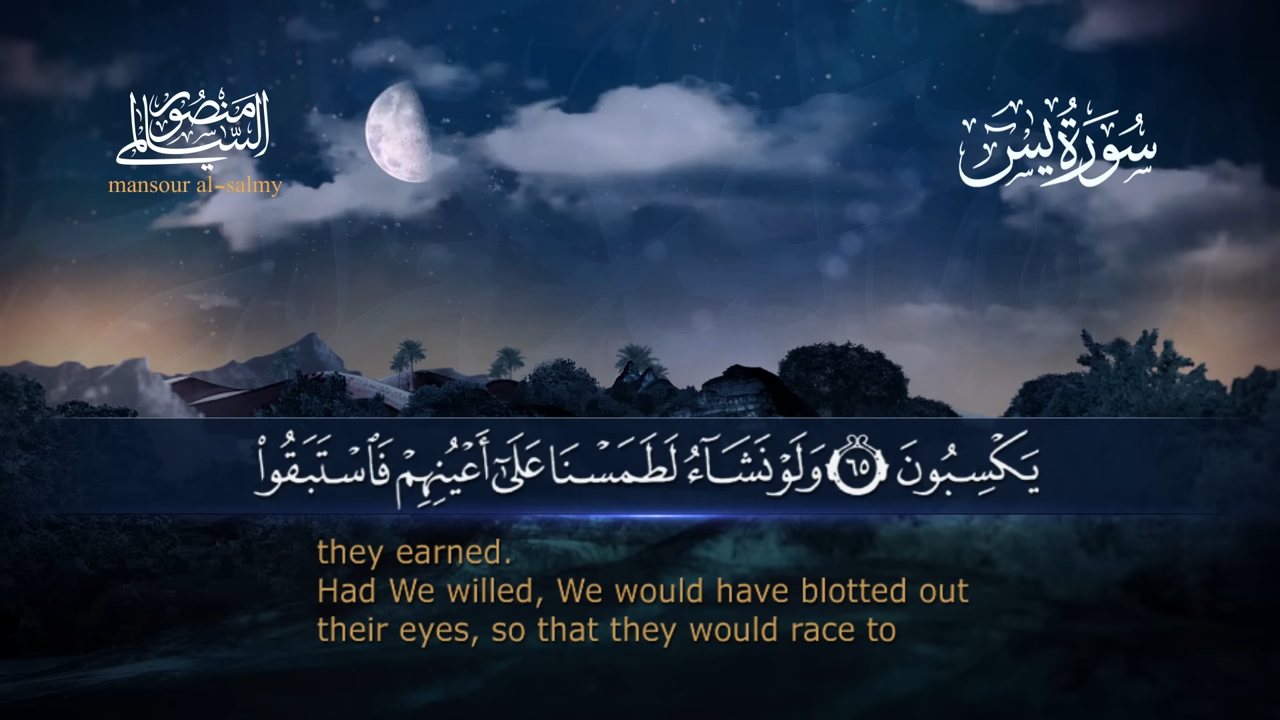 منصور السالمي
mansour al-salmy
سُورَةُ يسٓ
يَكْسِبُونَ ٦٥ وَلَوْ نَشَآءُ لَطَمَسْنَا عَلَىٰٓ أَعْيُنِهِمْ فَٱسْتَبَقُوا۟
they earned.
Had We willed, We would have blotted out
their eyes, so that they would race to